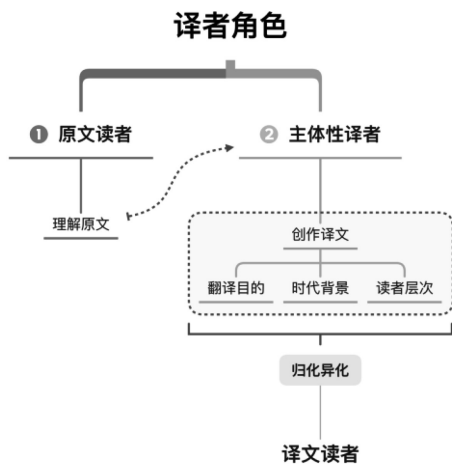 译者角色
❶ 原文读者
❷ 主体性译者
理解原文
创作译文
翻译目的
时代背景
读者层次
归化异化
译文读者